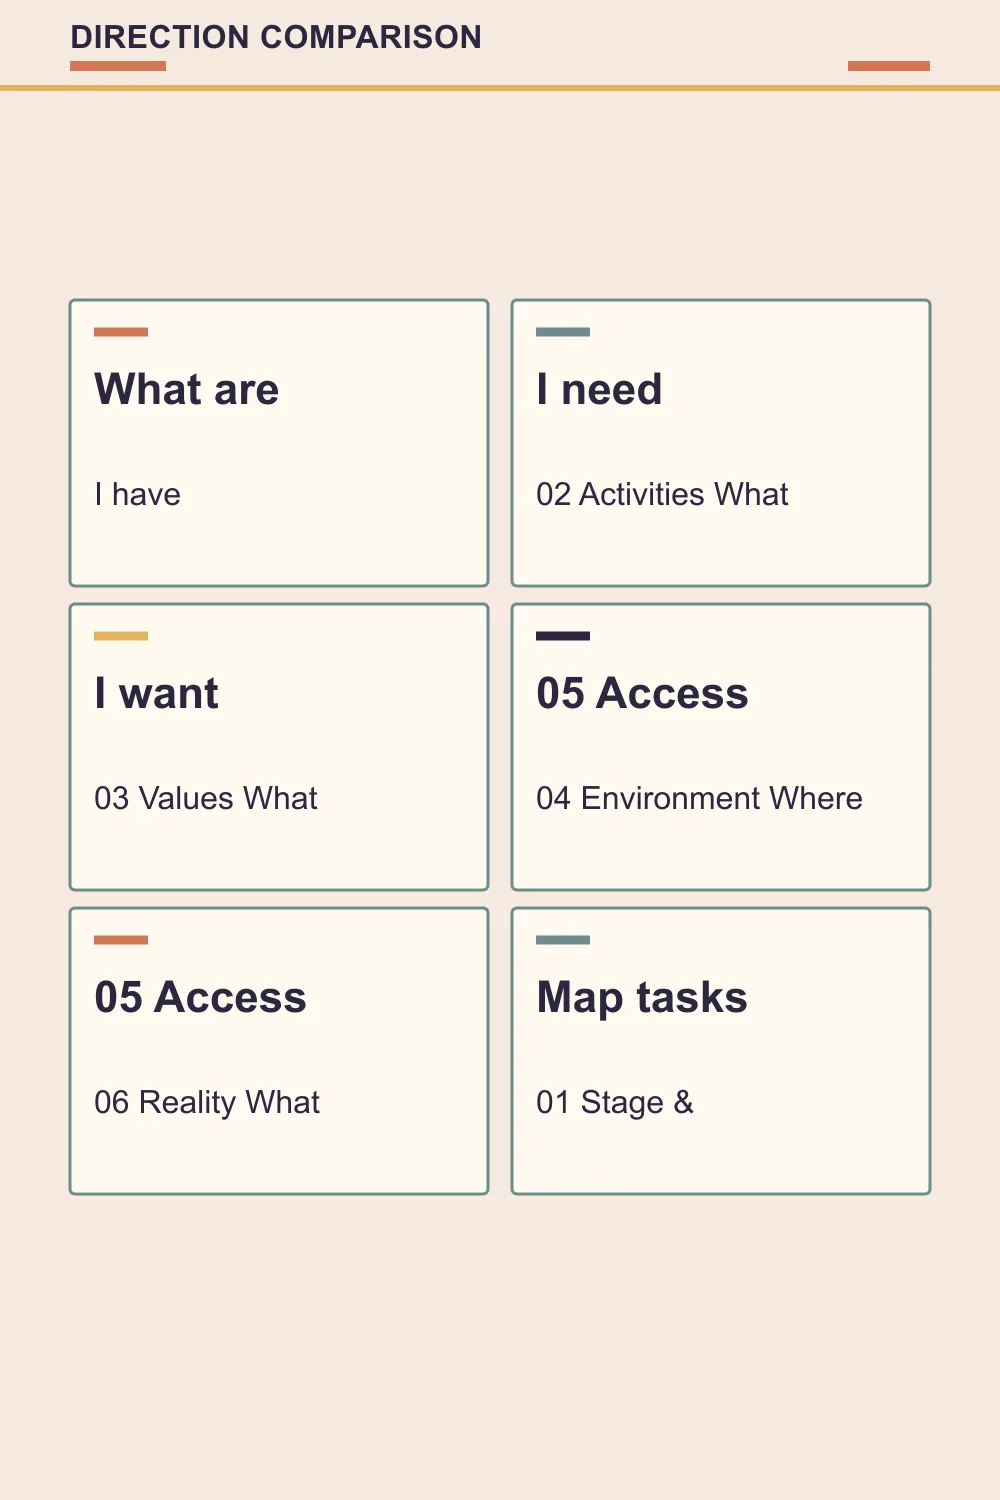 DIRECTION COMPARISON
What are
I have
I need
02 Activities What
I want
03 Values What
05 Access
04 Environment Where
05 Access
06 Reality What
Map tasks
01 Stage &